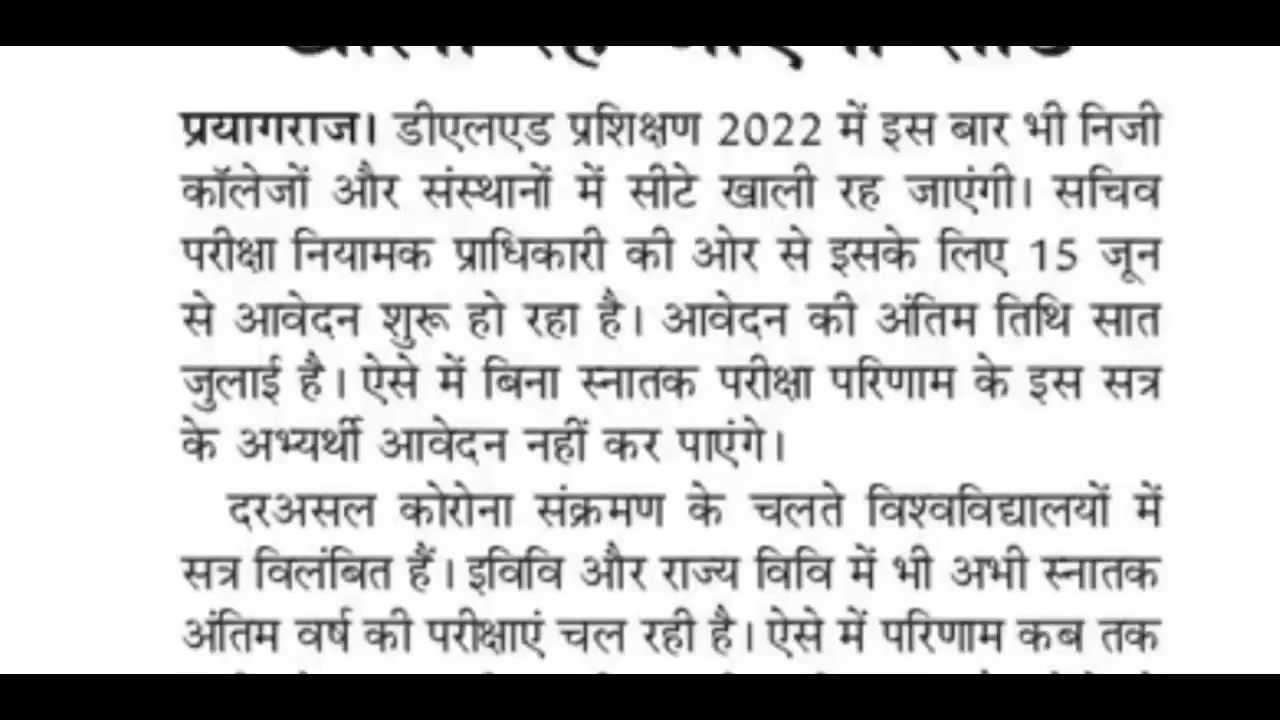 प्रयागराज। डीएलएड प्रशिक्षण 2022 में इस बार भी निजी
कॉलेजों और संस्थानों में सीटे खाली रह जाएंगी। सचिव
परीक्षा नियामक प्राधिकारी की ओर से इसके लिए 15 जून
से आवेदन शुरू हो रहा है। आवेदन की अंतिम तिथि सात
जुलाई है। ऐसे में बिना स्नातक परीक्षा परिणाम के इस सत्र
के अभ्यर्थी आवेदन नहीं कर पाएंगे।
दरअसल कोरोना संक्रमण के चलते विश्वविद्यालयों में
सत्र विलंबित हैं। इविवि और राज्य विवि में भी अभी स्नातक
अंतिम वर्ष की परीक्षाएं चल रही है। ऐसे में परिणाम कब तक